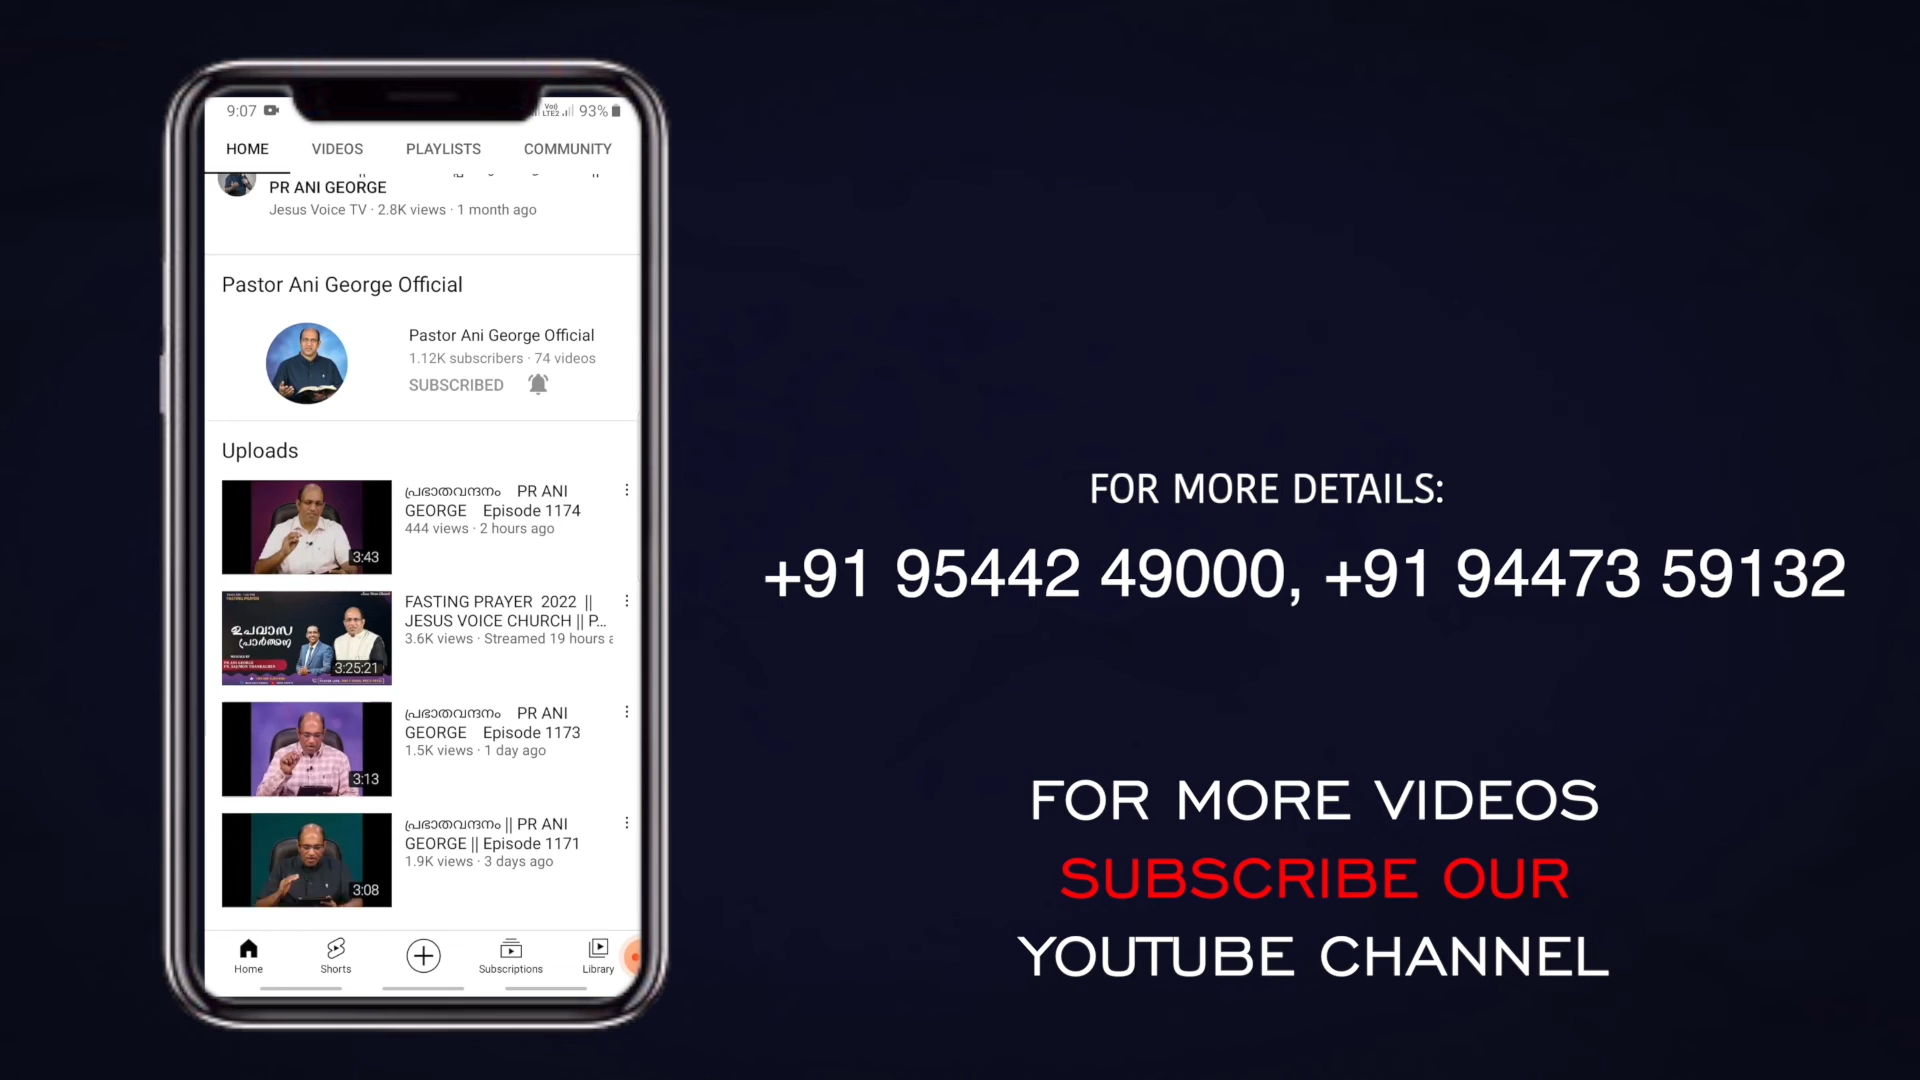 9:07
Vo)) LTE2 93%
HOME VIDEOS PLAYLISTS COMMUNITY
PR ANI GEORGE
Jesus Voice TV · 2.8K views · 1 month ago
Pastor Ani George Official
Pastor Ani George Official
1.12K subscribers · 74 videos
SUBSCRIBED
Uploads
പ്രഭാതവന്ദനം PR ANI
GEORGE Episode 1174
444 views · 2 hours ago
3:43
FASTING PRAYER 2022 ||
JESUS VOICE CHURCH || P...
3.6K views · Streamed 19 hours a
ഉപവാസ
പ്രാർത്ഥന
3:25:21
പ്രഭാതവന്ദനം PR ANI
GEORGE Episode 1173
1.5K views · 1 day ago
3:13
പ്രഭാതവന്ദനം || PR ANI
GEORGE || Episode 1171
1.9K views · 3 days ago
3:08
Home Shorts Subscriptions Library
FOR MORE DETAILS:
+91 95442 49000, +91 94473 59132
FOR MORE VIDEOS
SUBSCRIBE OUR
YOUTUBE CHANNEL